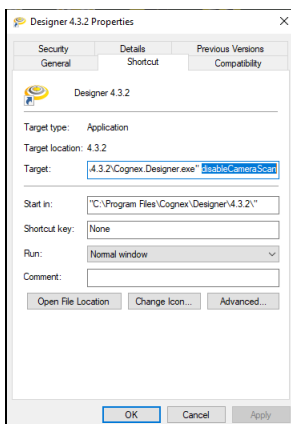 Designer 4.3.2 Properties
Security Details Previous Versions
General Shortcut Compatibility
Designer 4.3.2
Target type: Application
Target location: 4.3.2
Target: .4.3.2\Cognex.Designer.exe" disableCameraScan
Start in: "C:\Program Files\Cognex\Designer\4.3.2\"
Shortcut key: None
Run: Normal window
Comment:
Open File Location Change Icon... Advanced...
OK Cancel Apply